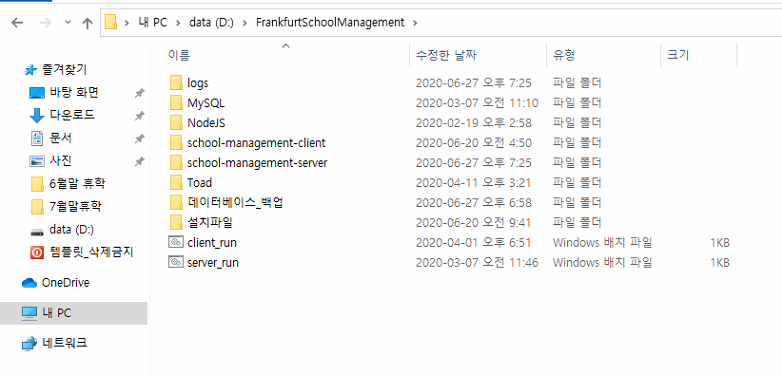 내 PC > data (D:) > FrankfurtSchoolManagement >
이름 수정한 날짜 유형 크기
즐겨찾기
바탕 화면
다운로드
문서
사진
6월말 휴학
7월말휴학
data (D:)
템플릿_삭제금지
OneDrive
내 PC
네트워크
logs 2020-06-27 오후 7:25 파일 폴더
MySQL 2020-03-07 오전 11:10 파일 폴더
NodeJS 2020-02-19 오후 2:58 파일 폴더
school-management-client 2020-06-20 오전 4:50 파일 폴더
school-management-server 2020-06-27 오후 7:25 파일 폴더
Toad 2020-04-11 오후 3:21 파일 폴더
데이터베이스_백업 2020-06-27 오후 6:58 파일 폴더
설치파일 2020-06-20 오전 9:41 파일 폴더
client_run 2020-04-01 오후 6:51 Windows 배치 파일 1KB
server_run 2020-03-07 오전 11:46 Windows 배치 파일 1KB